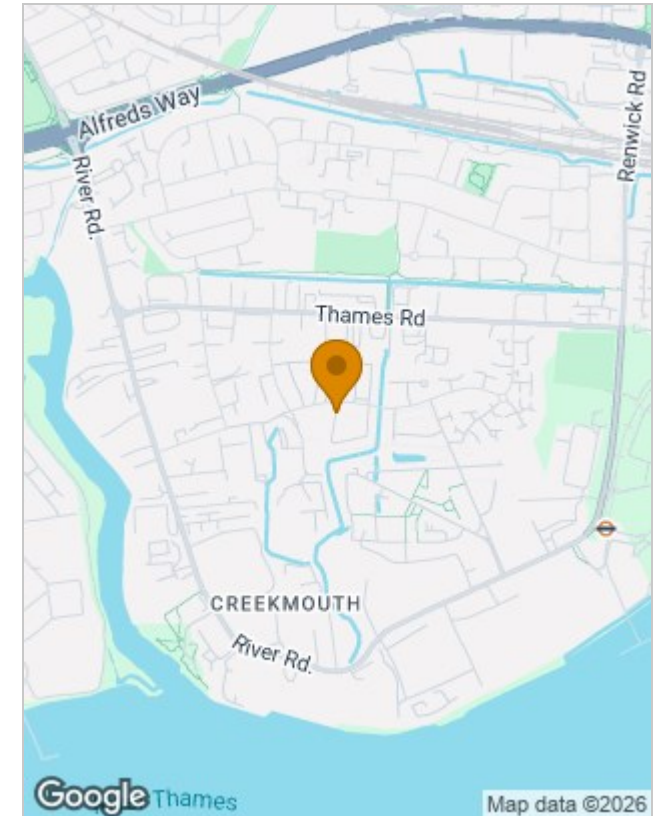 Alfreds Way
River Rd.
Renwick Rd
Thames Rd
CREEKMOUTH
River Rd.
Google
Thames
Map data ©2026